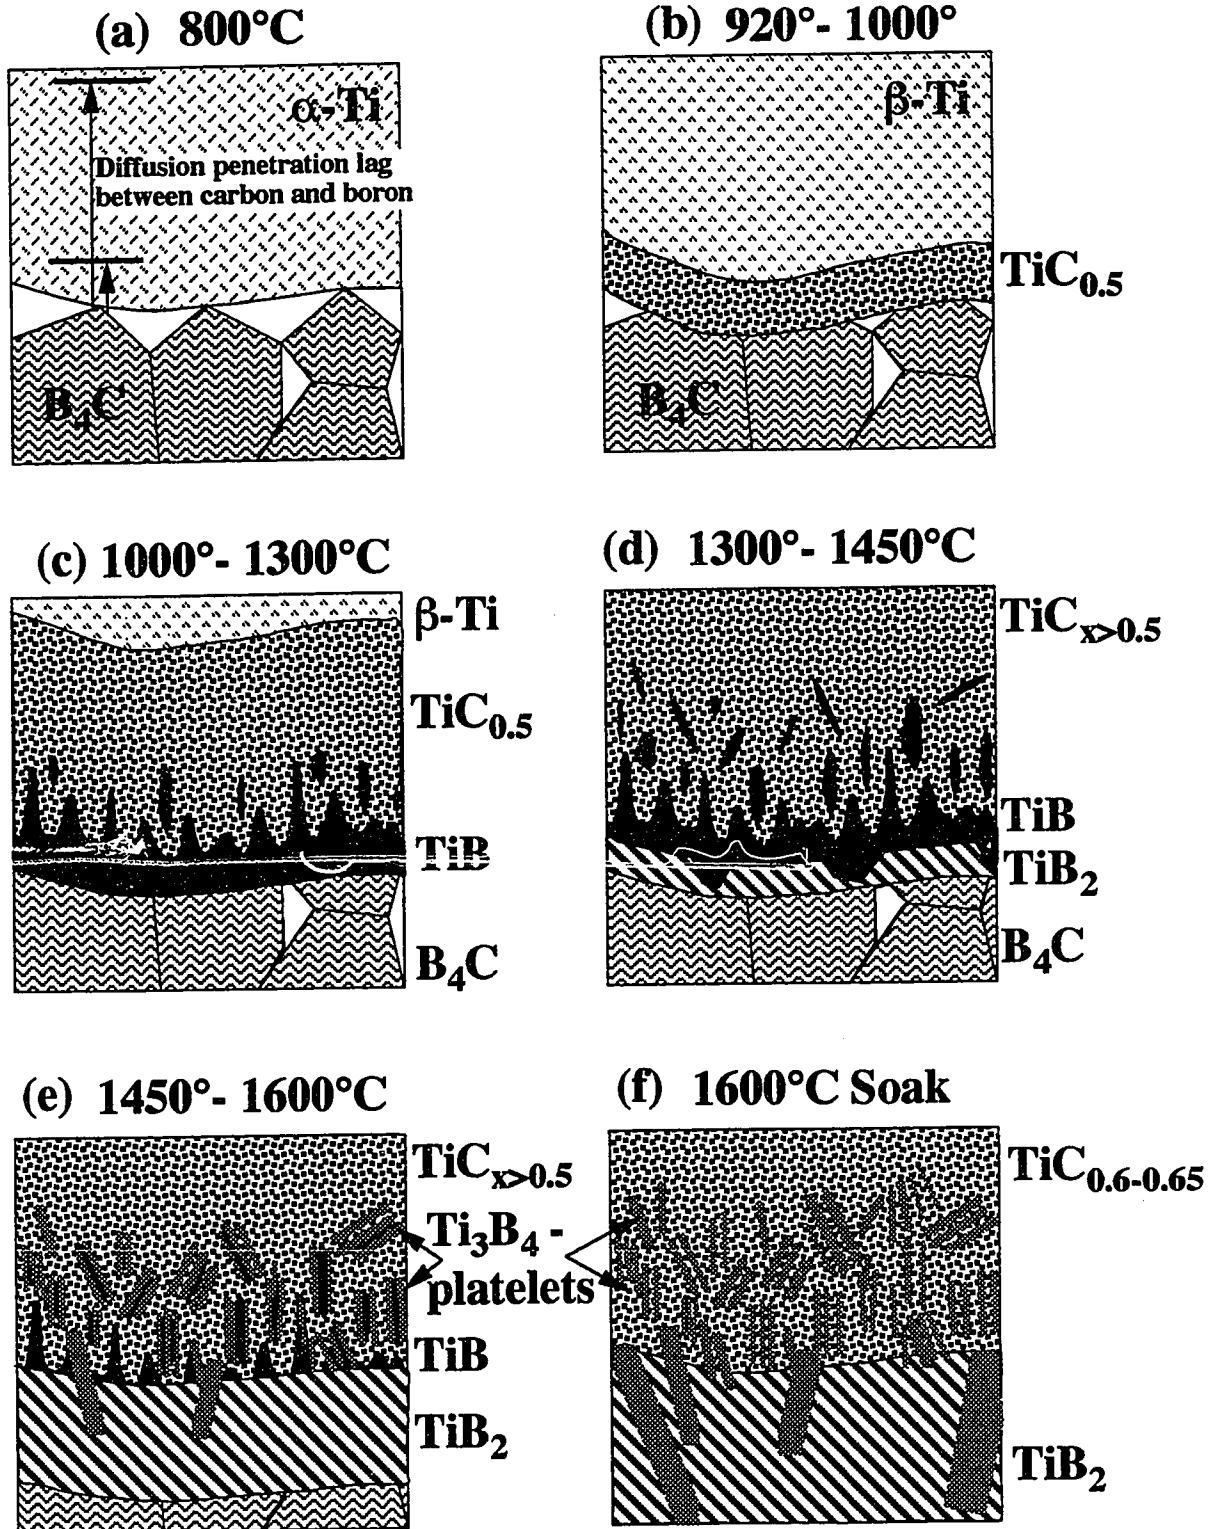 (a) 800°C
α-Ti
Diffusion penetration lag
between carbon and boron
B₄C
(b) 920°- 1000°
β-Ti
TiC₀.₅
B₄C
(c) 1000°- 1300°C
β-Ti
TiC₀.₅
TiB
B₄C
(d) 1300°- 1450°C
TiCₓ>₀.₅
TiB
TiB₂
B₄C
(e) 1450°- 1600°C
TiCₓ>₀.₅
Ti₃B₄ -
platelets
TiB
TiB₂
(f) 1600°C Soak
TiC₀.₆-₀.₆₅
TiB₂